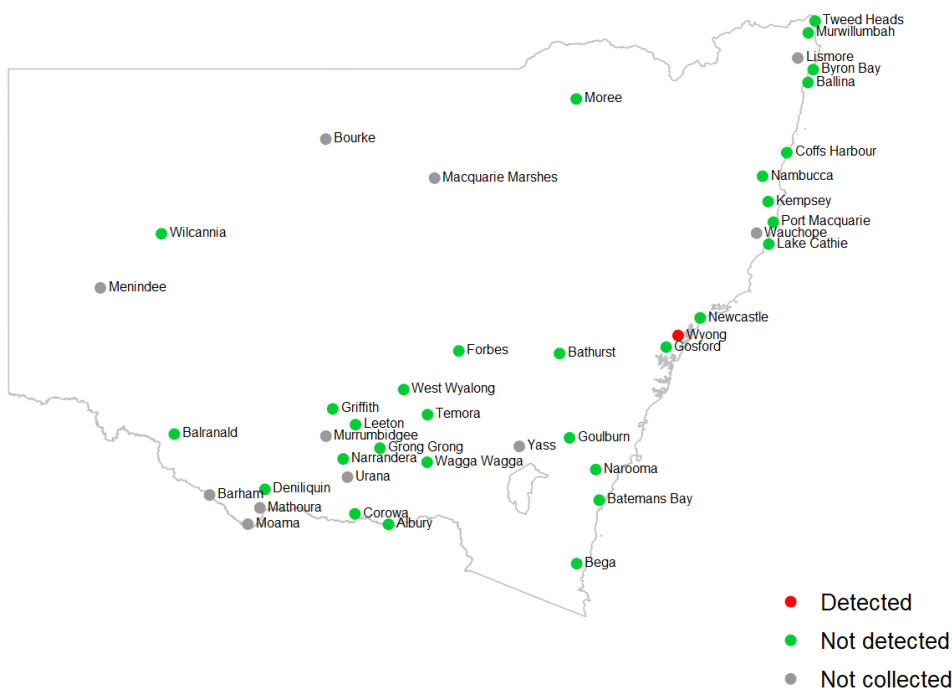 Tweed Heads
Murwillumbah
Lismore
Byron Bay
Ballina
Moree
Bourke
Coffs Harbour
Macquarie Marshes
Nambucca
Kempsey
Port Macquarie
Wilcannia
Wauchope
Lake Cathie
Menindee
Newcastle
Wyong
Gosford
Forbes
Bathurst
West Wyalong
Griffith
Temora
Leeton
Balranald
Murrumbidgee
Goulburn
Grong Grong
Yass
Narrandera
Wagga Wagga
Narooma
Urana
Deniliquin
Barham
Batemans Bay
Mathoura
Corowa
Moama
Albury
Bega
Detected
Not detected
Not collected